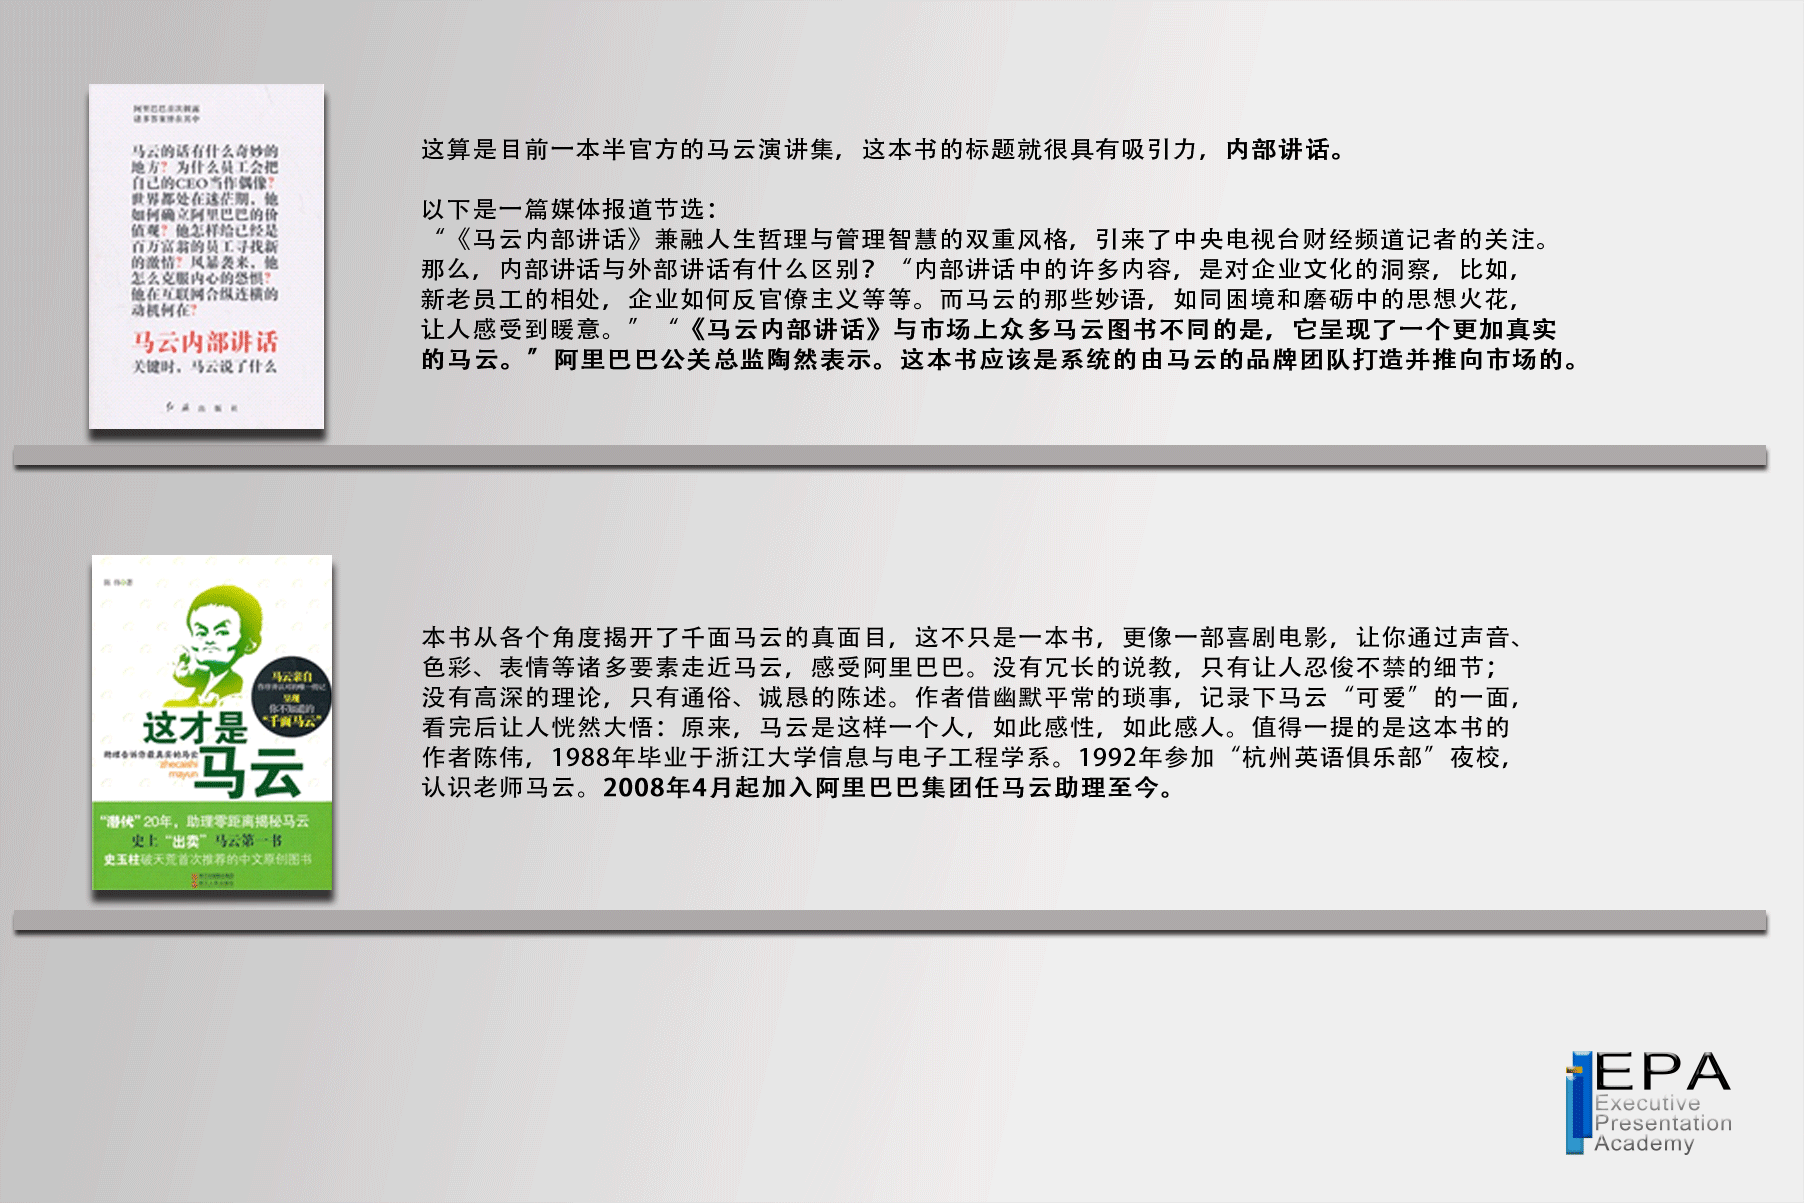 阿里巴巴首次披露
诸多答案存在其中
马云的话有什么奇妙的
地方？为什么员工会把
自己的CEO当作偶像？
世界都处在迷茫期，他
如何确立阿里巴巴的价
值观？他怎样给已经是
百万富翁的员工寻找新
的激情？风暴袭来，他
怎么克服内心的恐惧？
他在互联网合纵连横的
动机何在？
马云内部讲话
关键时，马云说了什么
红旗出版社
这算是目前一本半官方的马云演讲集，这本书的标题就很具有吸引力，内部讲话。
以下是一篇媒体报道节选：
“《马云内部讲话》兼融人生哲理与管理智慧的双重风格，引来了中央电视台财经频道记者的关注。
那么，内部讲话与外部讲话有什么区别？“内部讲话中的许多内容，是对企业文化的洞察，比如，
新老员工的相处，企业如何反官僚主义等等。而马云的那些妙语，如同困境和磨砺中的思想火花，
让人感受到暖意。”“《马云内部讲话》与市场上众多马云图书不同的是，它呈现了一个更加真实
的马云。”阿里巴巴公关总监陶然表示。这本书应该是系统的由马云的品牌团队打造并推向市场的。
陈伟◎著
马云亲自
呈现
你不知道的
“千面马云”
这才是
助理告诉你最真实的马云
zhecaishi
mayun
马云
“潜伏”20年，助理零距离揭秘马云
史上“出卖”马云第一书
史玉柱破天荒首次推荐的中文原创图书
本书从各个角度揭开了千面马云的真面目，这不只是一本书，更像一部喜剧电影，让你通过声音、
色彩、表情等诸多要素走近马云，感受阿里巴巴。没有冗长的说教，只有让人忍俊不禁的细节；
没有高深的理论，只有通俗、诚恳的陈述。作者借幽默平常的琐事，记录下马云“可爱”的一面，
看完后让人恍然大悟：原来，马云是这样一个人，如此感性，如此感人。值得一提的是这本书的
作者陈伟，1988年毕业于浙江大学信息与电子工程学系。1992年参加“杭州英语俱乐部”夜校，
认识老师马云。2008年4月起加入阿里巴巴集团任马云助理至今。
EPA
Executive
Presentation
Academy